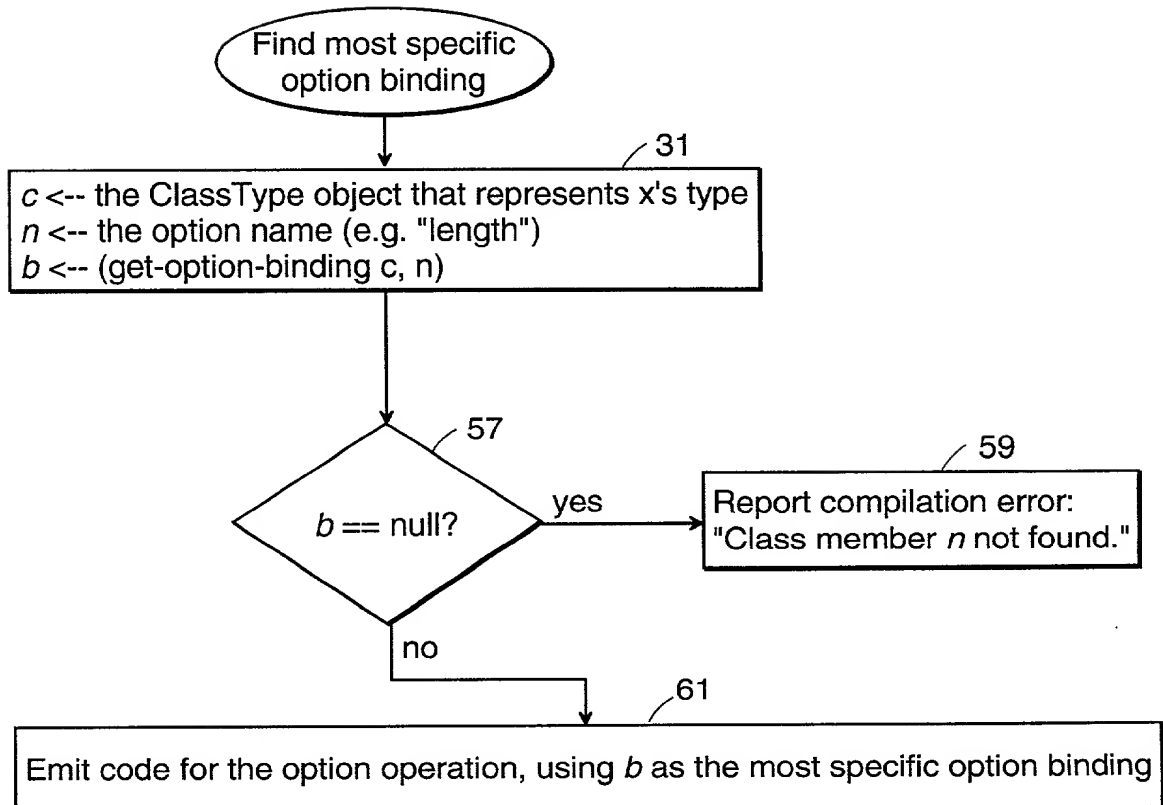 Find most specific
option binding
31
c <-- the ClassType object that represents x's type
n <-- the option name (e.g. "length")
b <-- (get-option-binding c, n)
57
b == null?
yes
59
Report compilation error:
"Class member n not found."
no
61
Emit code for the option operation, using b as the most specific option binding